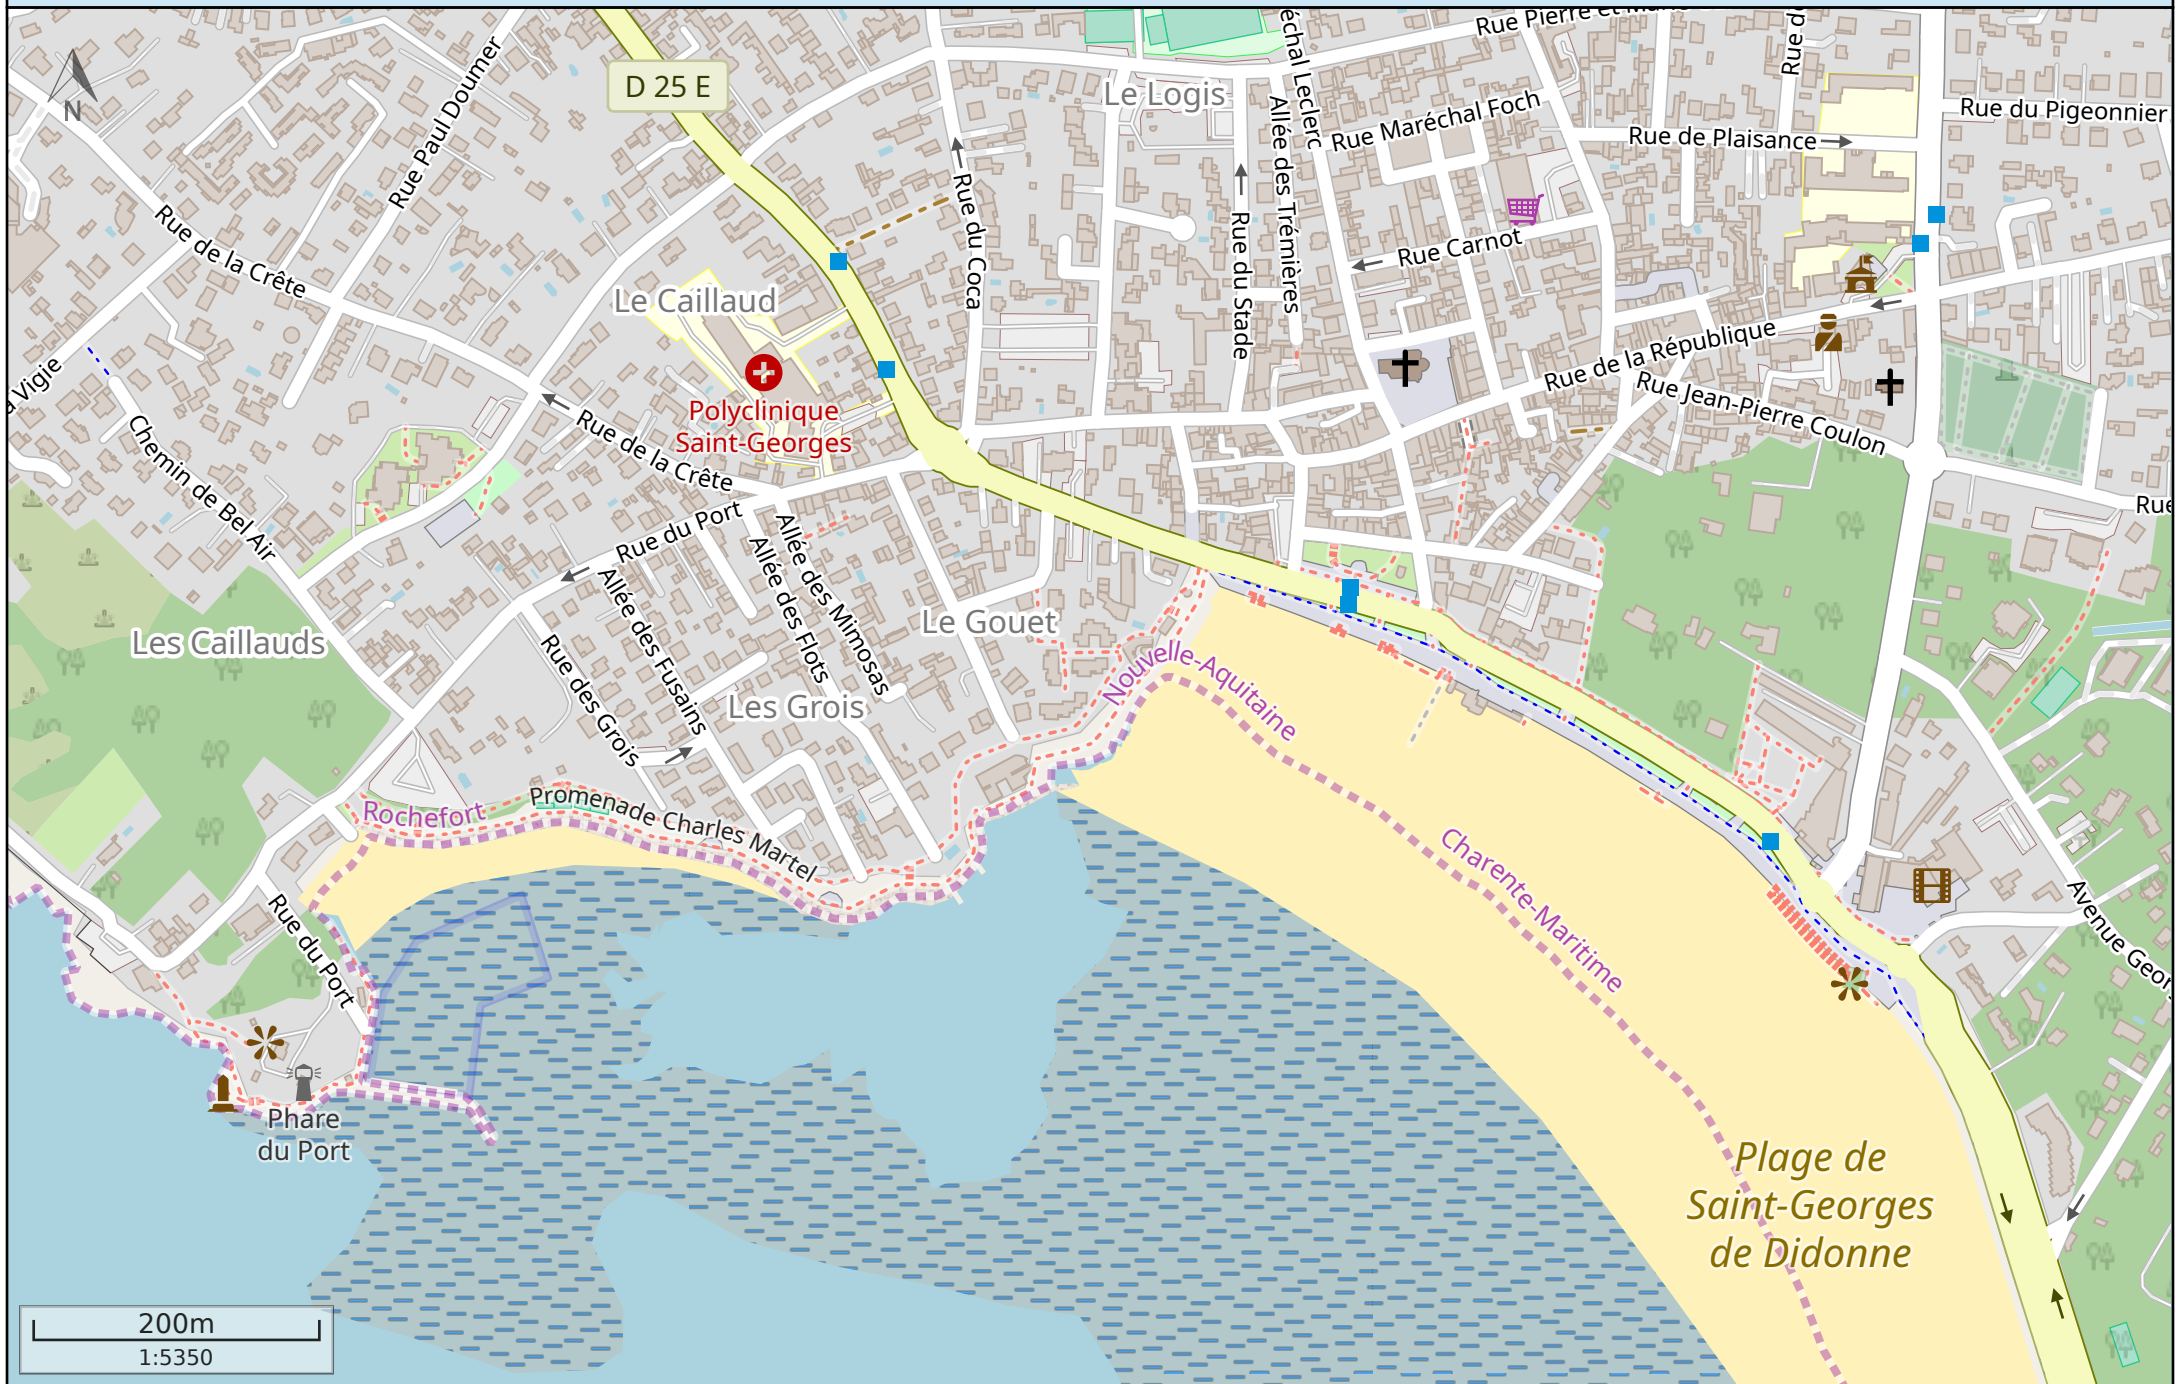 Rue Pierre et Marie
N
D 25 E
Le Logis
échal Leclerc
Rue Maréchal Foch
Rue d
Rue du Pigeonnier
Rue de Plaisance
Rue Paul Doumer
Allée des Trémières
Rue du Coca
Rue du Stade
Rue Carnot
Rue de la Crête
Le Caillaud
Rue de la République
Rue Jean-Pierre Coulon
a Vigie
Polyclinique
Saint-Georges
Rue de la Crête
Chemin de Bel Air
Rue du Port
Rue
Allée des Mimosas
Allée des Flots
Allée des Fusains
Rue des Grois
Le Gouet
Les Caillauds
Les Grois
Nouvelle-Aquitaine
Rochefort
Promenade Charles Martel
Charente-Maritime
Avenue Geor
Rue du Port
Phare
du Port
Plage de
Saint-Georges
de Didonne
200m
1:5350